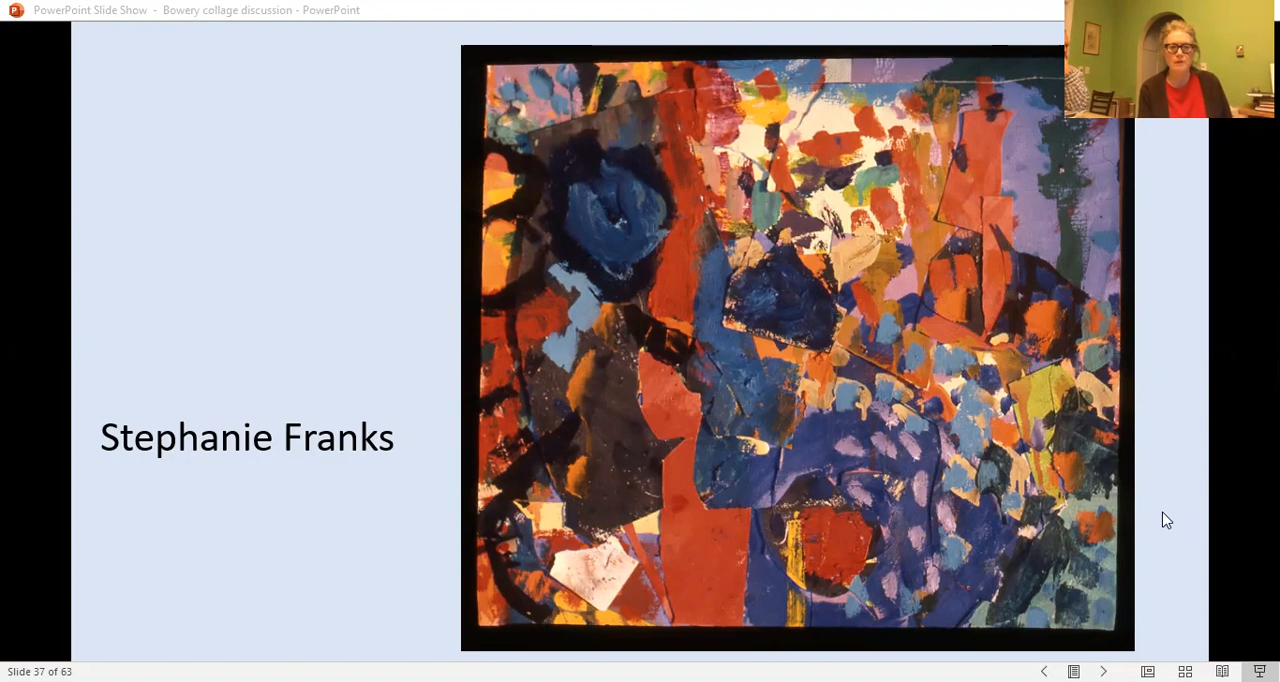 PowerPoint Slide Show - Bowery collage discussion - PowerPoint
Stephanie Franks
Slide 37 of 63